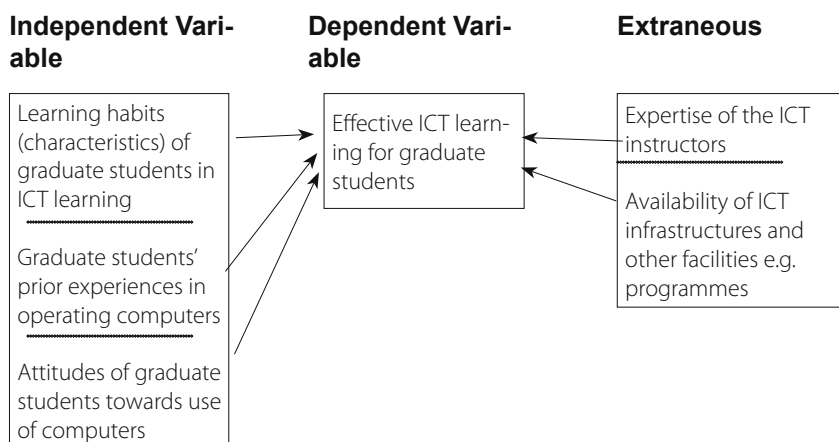 Independent Vari-
able
Dependent Vari-
able
Extraneous
Learning habits
(characteristics) of
graduate students in
ICT learning
Graduate students’
prior experiences in
operating computers
Attitudes of graduate
students towards use
of computers
Effective ICT learn-
ing for graduate
students
Expertise of the ICT
instructors
Availability of ICT
infrastructures and
other facilities e.g.
programmes